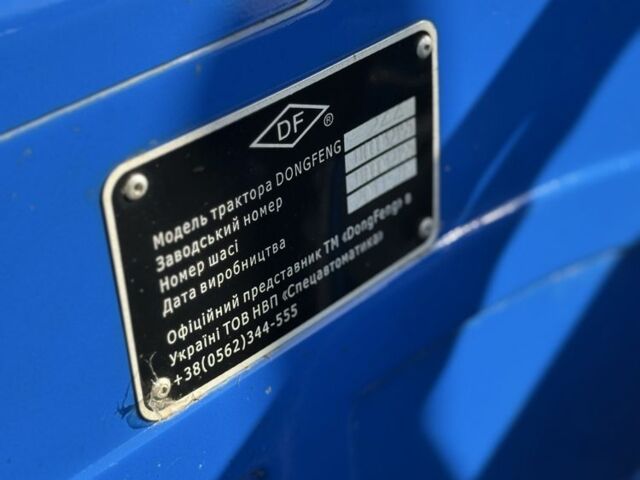 DF ®
Модель трактора DONGFENG
Заводський номер
Номер шасі
Дата виробництва
Офіційний представник ТМ «DongFeng» в
Україні ТОВ НВП «Спецавтоматика»
+38(0562)344-555